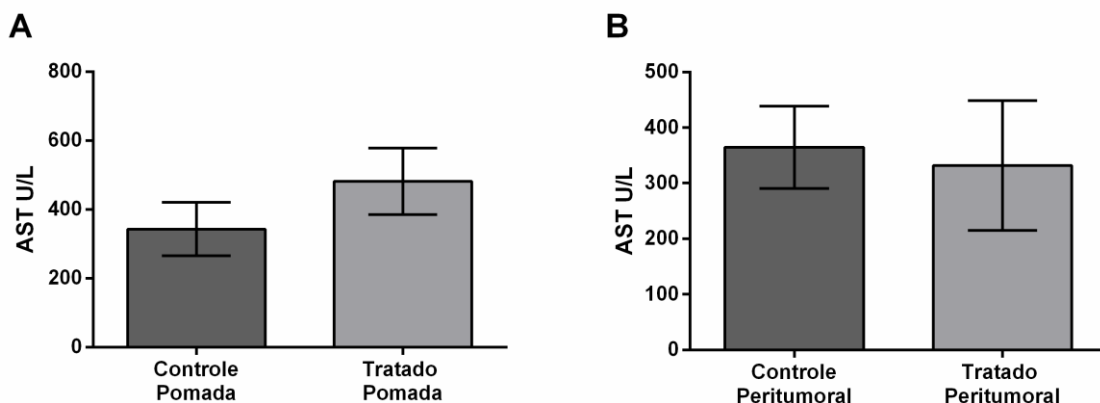 A
AST U/L
800
600
400
200
0
Controle
Pomada
Tratado
Pomada
B
AST U/L
500
400
300
200
100
0
Controle
Peritumoral
Tratado
Peritumoral